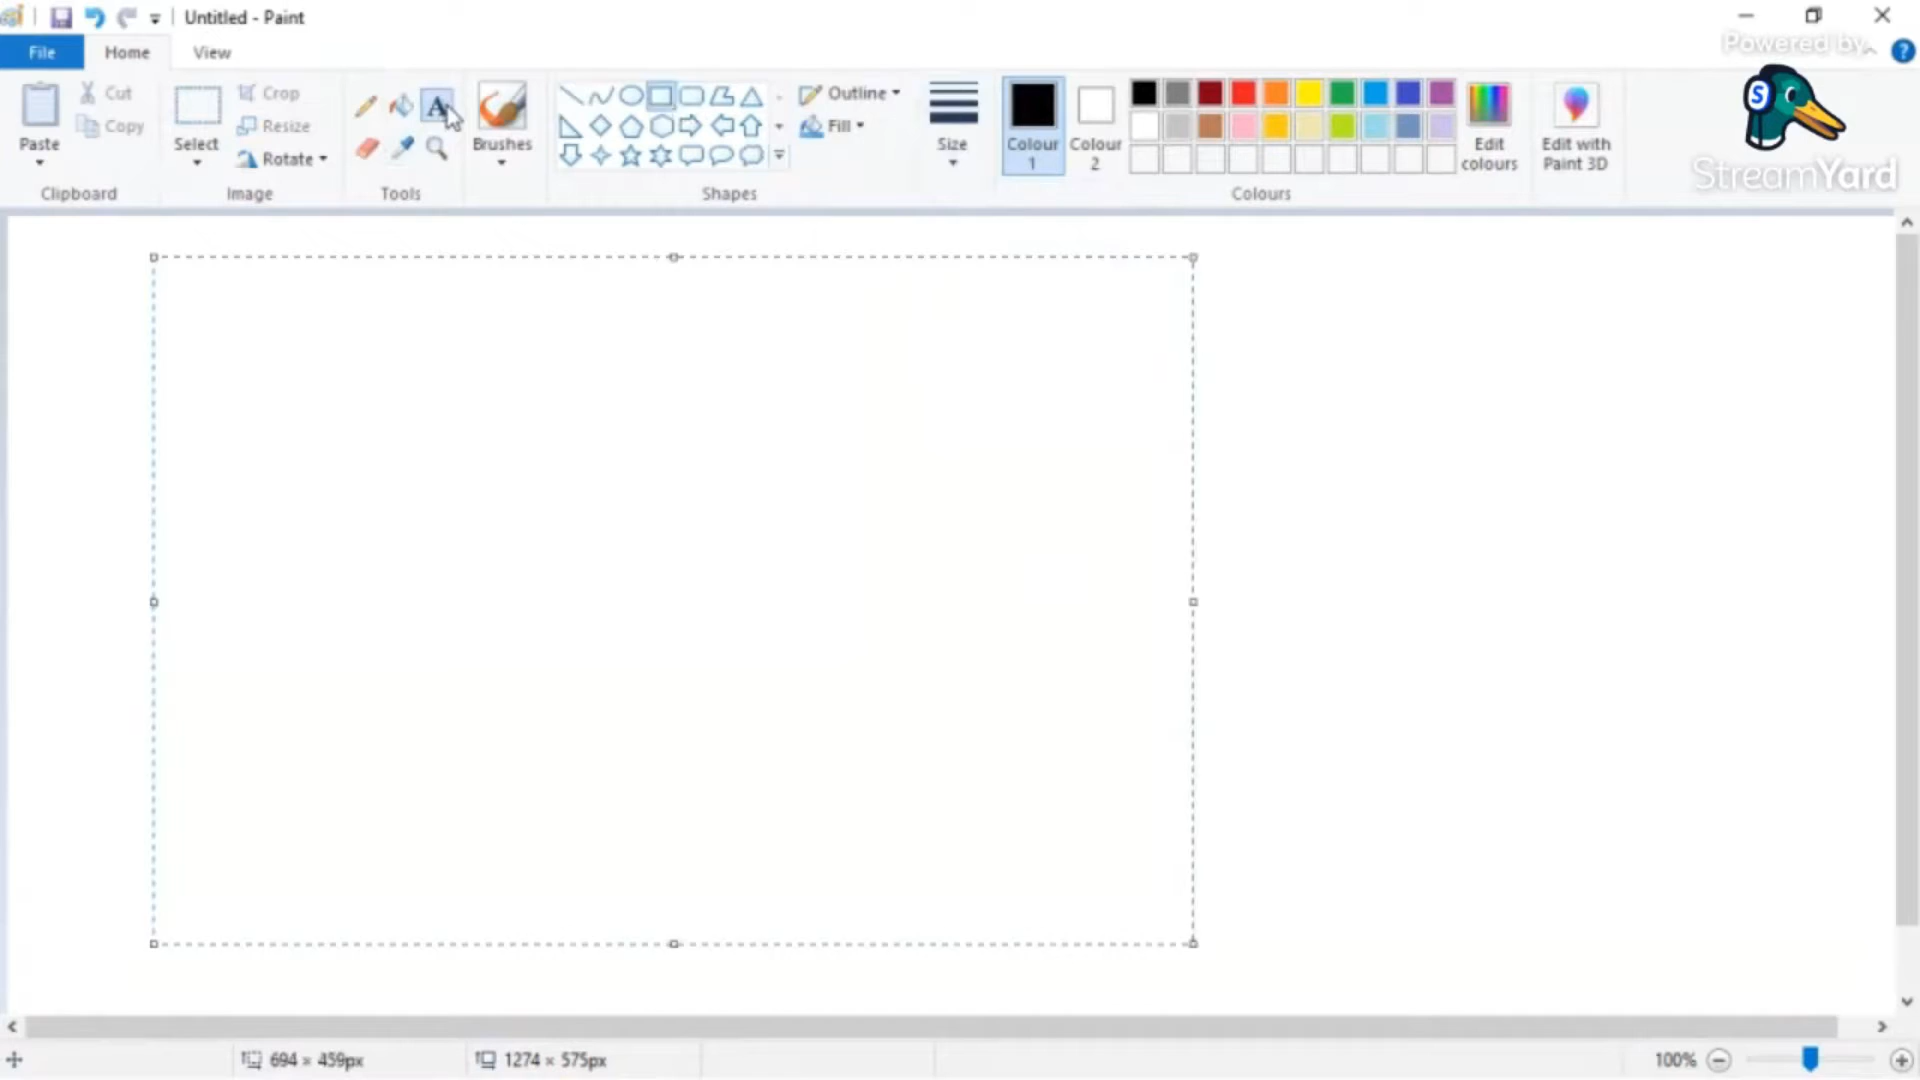 Untitled - Paint
Powered by
StreamYard
S
File
Home
View
?
Paste
Cut
Copy
Clipboard
Select
Crop
Resize
Rotate
Image
A
Tools
Brushes
Shapes
Outline
Fill
Size
Colour 1
Colour 2
Colours
Edit colours
Edit with Paint 3D
694 × 459px
1274 × 575px
100%